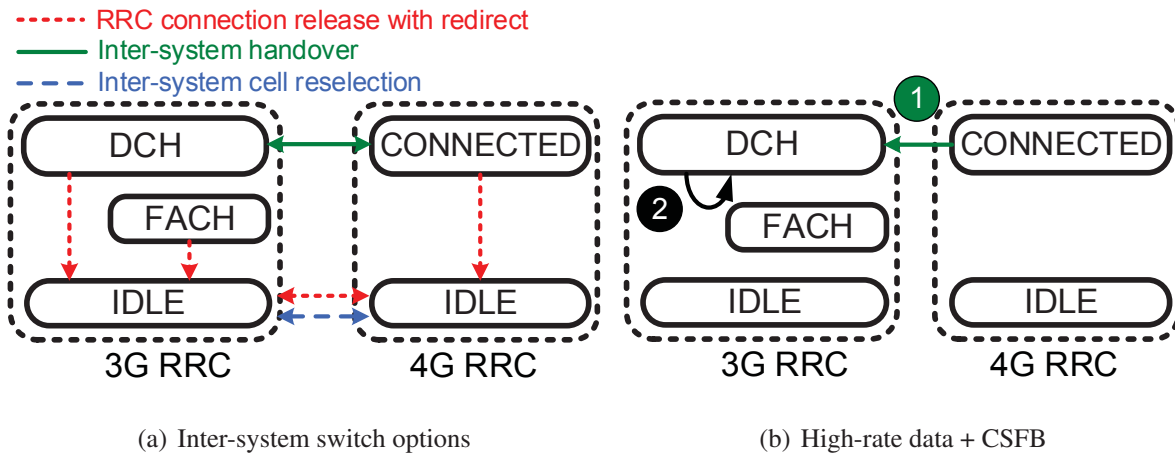 RRC connection release with redirect
Inter-system handover
Inter-system cell reselection
DCH
CONNECTED
FACH
IDLE
IDLE
3G RRC
4G RRC
(a) Inter-system switch options
1
DCH
CONNECTED
2
FACH
IDLE
IDLE
3G RRC
4G RRC
(b) High-rate data + CSFB